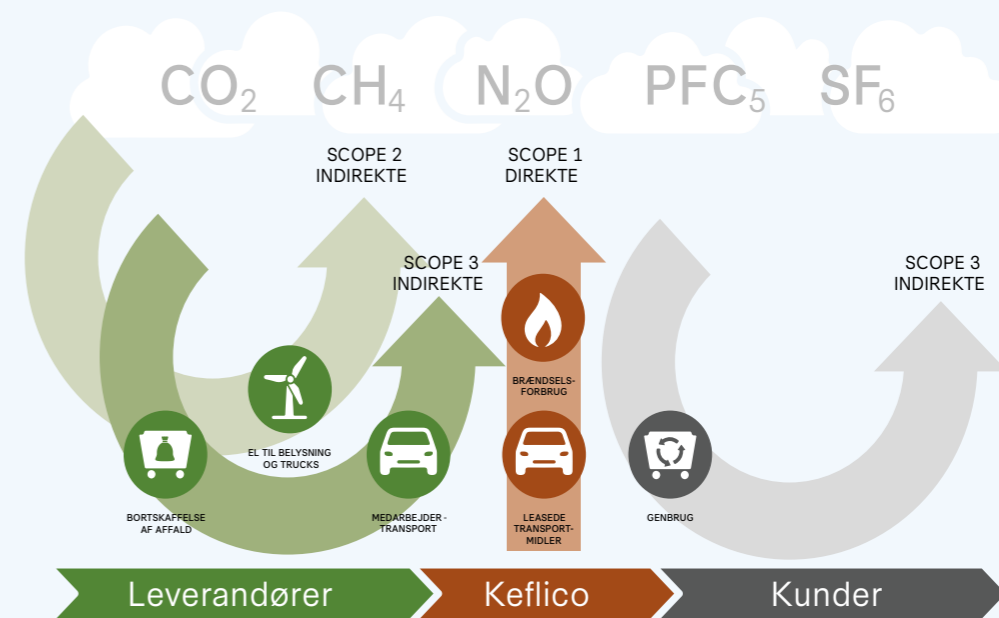 CO2
CH4
N2O
PFC5
SF6
SCOPE 2
INDIREKTE
SCOPE 1
DIREKTE
SCOPE 3
INDIREKTE
SCOPE 3
INDIREKTE
BRÆNDSELS-
FORBRUG
EL TIL BELYSNING
OG TRUCKS
BORTSKAFFELSE
AF AFFALD
MEDARBEJDER-
TRANSPORT
LEASEDE
TRANSPORT-
MIDLER
GENBRUG
Leverandører
Keflico
Kunder